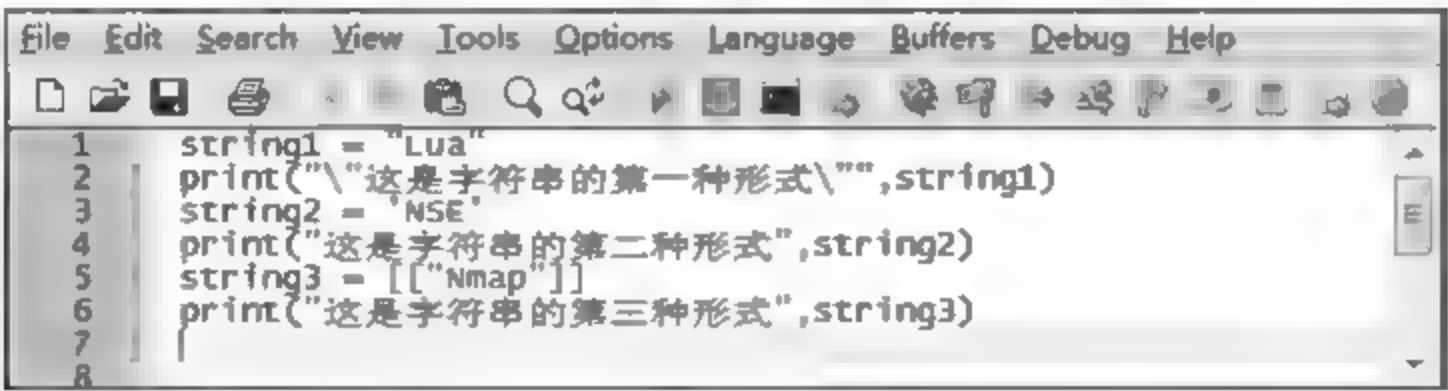 File Edit Search View Tools Options Language Buffers Debug Help
1 string1 = "Lua"
2 print("\"这是字符串的第一种形式\"",string1)
3 string2 = 'NSE'
4 print("这是字符串的第二种形式",string2)
5 string3 = [["Nmap"]]
6 print("这是字符串的第三种形式",string3)
7
8